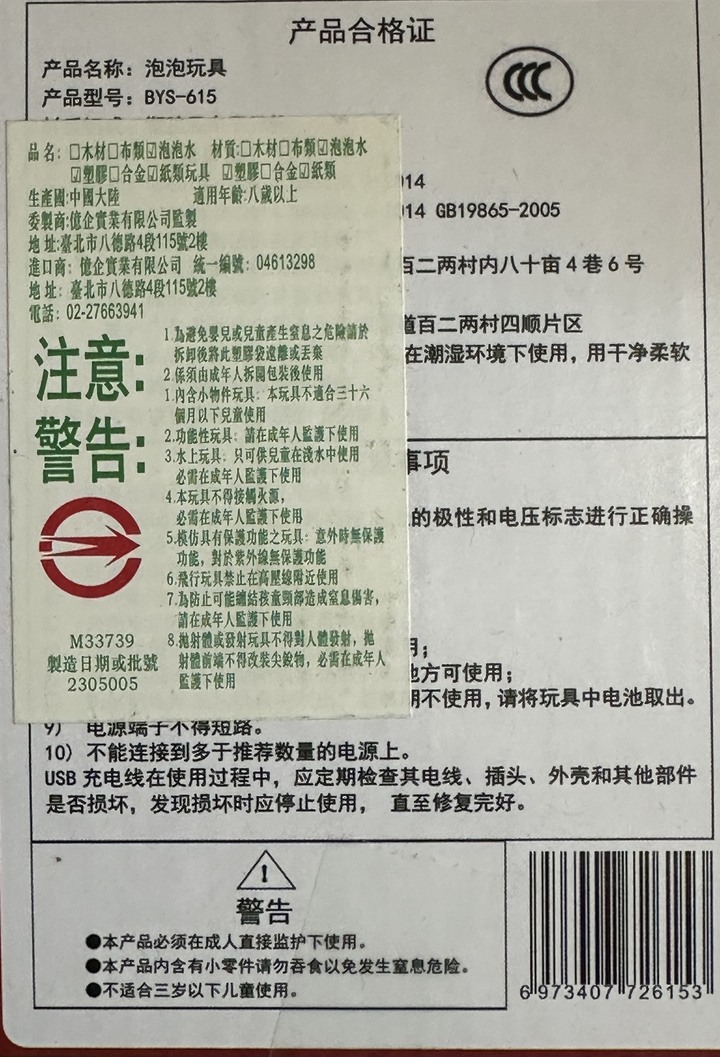 产品合格证
产品名称：泡泡玩具
产品型号：BYS-615
CCC
014
014 GB19865-2005
百二两村内八十亩4巷6号
道百二两村四顺片区
在潮湿环境下使用，用干净柔软
事项
的极性和电压标志进行正确操
用；
地方可使用；
期不使用，请将玩具中电池取出。
品名：□木材□布類☑泡泡水 材質：□木材□布類☑泡泡水
☑塑膠□合金☑紙類玩具 ☑塑膠□合金☑紙類
生產國:中國大陸 適用年齡:八歲以上
委製商:億企實業有限公司監製
地 址:臺北市八德路4段115號2樓
進口商：億企實業有限公司 統一編號：04613298
地 址：臺北市八德路4段115號2樓
電話：02-27663941
注意：
1.為避免嬰兒或兒童產生窒息之危險請於
拆卸後將此塑膠袋遠離或丟棄
2.係須由成年人拆開包裝後使用
警告：
1.內含小物件玩具：本玩具不適合三十六
個月以下兒童使用
2.功能性玩具：請在成年人監護下使用
3.水上玩具：只可供兒童在淺水中使用
必需在成年人監護下使用
4.本玩具不得接觸火源，
必需在成年人監護下使用
5.模仿具有保護功能之玩具：意外時無保護
功能，對於紫外線無保護功能
6.飛行玩具禁止在高壓線附近使用
7.為防止可能纏結孩童頸部造成窒息傷害，
請在成年人監護下使用
8.拋射體或發射玩具不得對人體發射，拋
射體前端不得改裝尖銳物，必需在成年人
監護下使用
M33739
製造日期或批號
2305005
9） 电源端子不得短路。
10） 不能连接到多于推荐数量的电源上。
USB 充电线在使用过程中，应定期检查其电线、插头、外壳和其他部件
是否损坏，发现损坏时应停止使用， 直至修复完好。
!
警告
●本产品必须在成人直接监护下使用。
●本产品内含有小零件请勿吞食以免发生窒息危险。
●不适合三岁以下儿童使用。
6 973407 726153